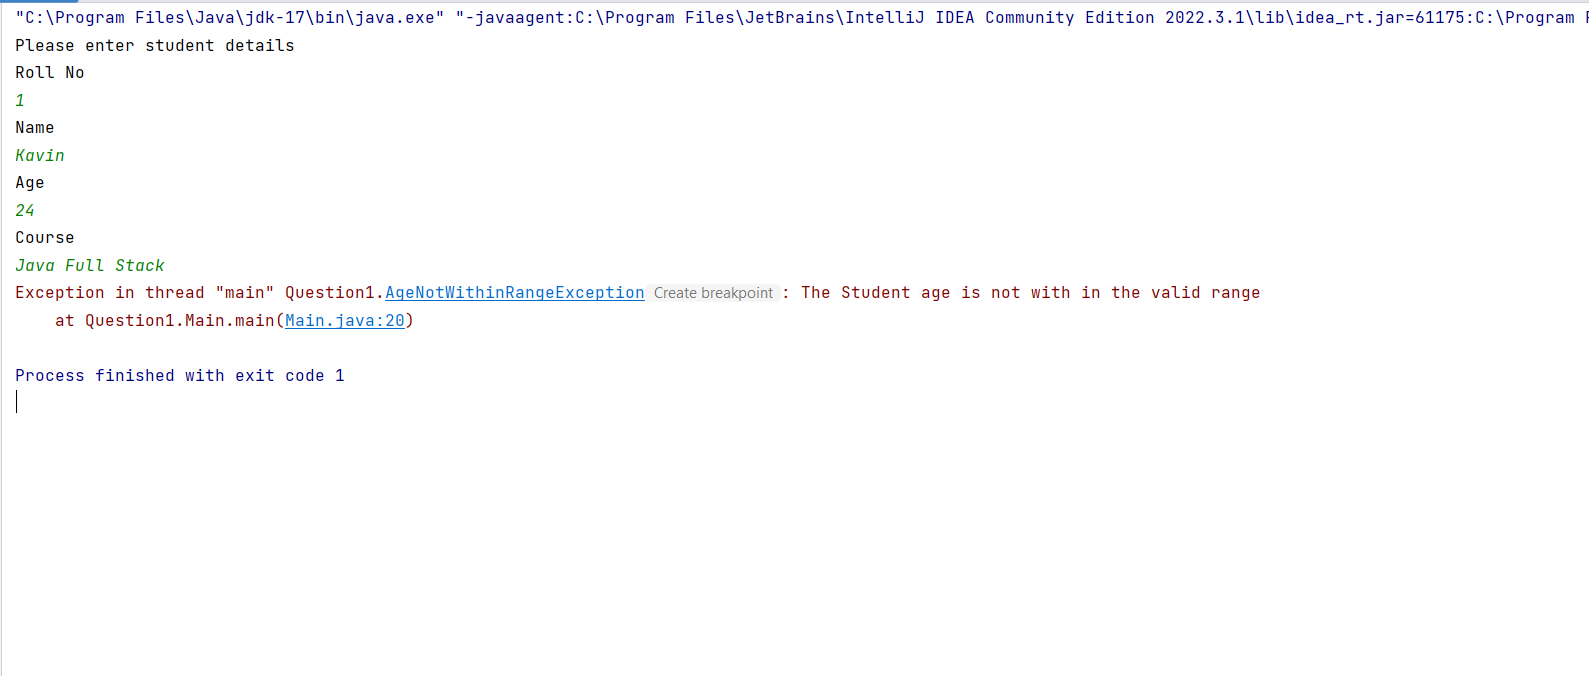 "C:\Program Files\Java\jdk-17\bin\java.exe" "-javaagent:C:\Program Files\JetBrains\IntelliJ IDEA Community Edition 2022.3.1\lib\idea_rt.jar=61175:C:\Program
Please enter student details
Roll No
1
Name
Kavin
Age
24
Course
Java Full Stack
Exception in thread "main" Question1.AgeNotWithinRangeException Create breakpoint : The Student age is not with in the valid range
at Question1.Main.main(Main.java:20)
Process finished with exit code 1